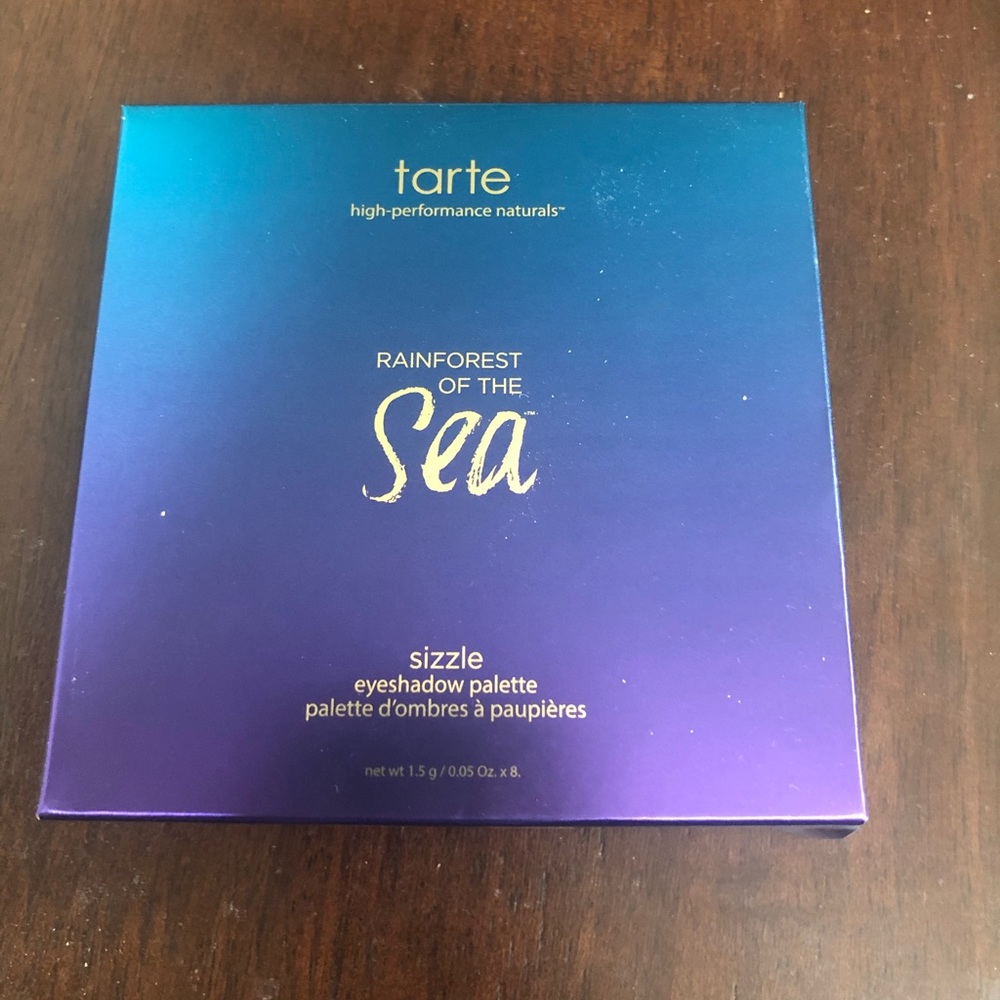 tarte
high-performance naturals™
RAINFOREST
OF THE
Sea™
sizzle
eyeshadow palette
palette d'ombres à paupières
net wt 1.5 g / 0.05 Oz. x 8.